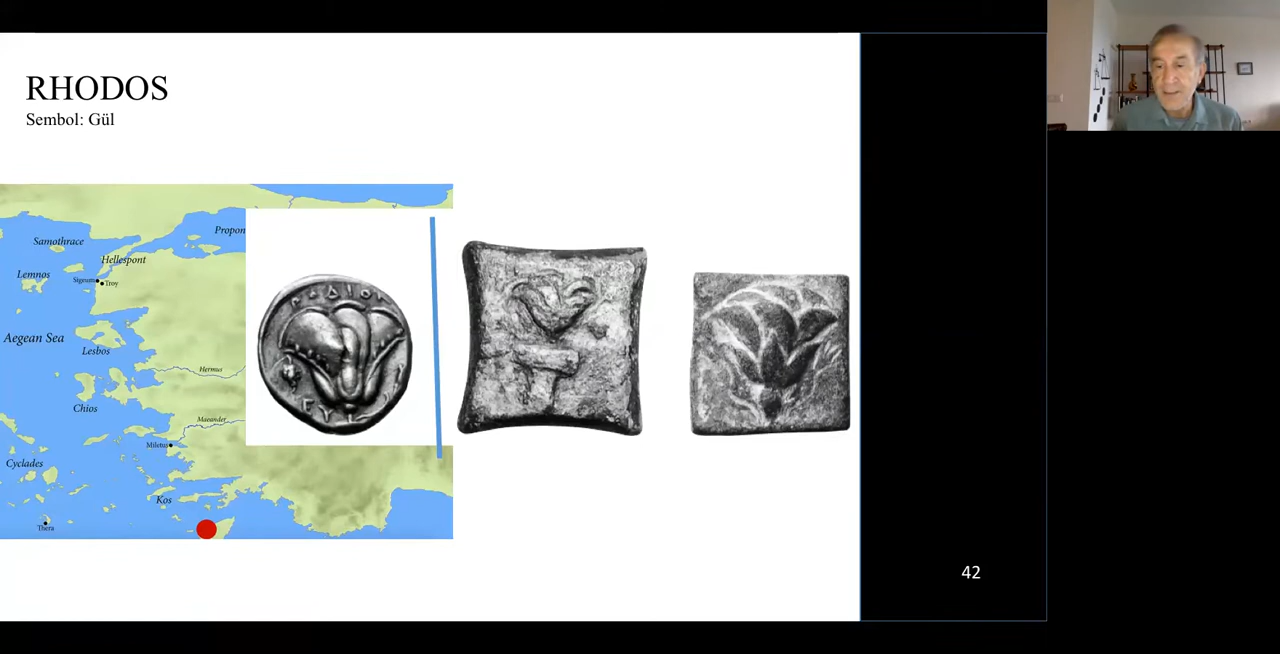 RHODOS
Sembol: Gül
Propon
Samothrace
Hellespont
Lemnos
Sigeum
Troy
Aegean Sea
Lesbos
Hermus
Chios
Maeander
Miletus
Cyclades
Kos
Thera
42